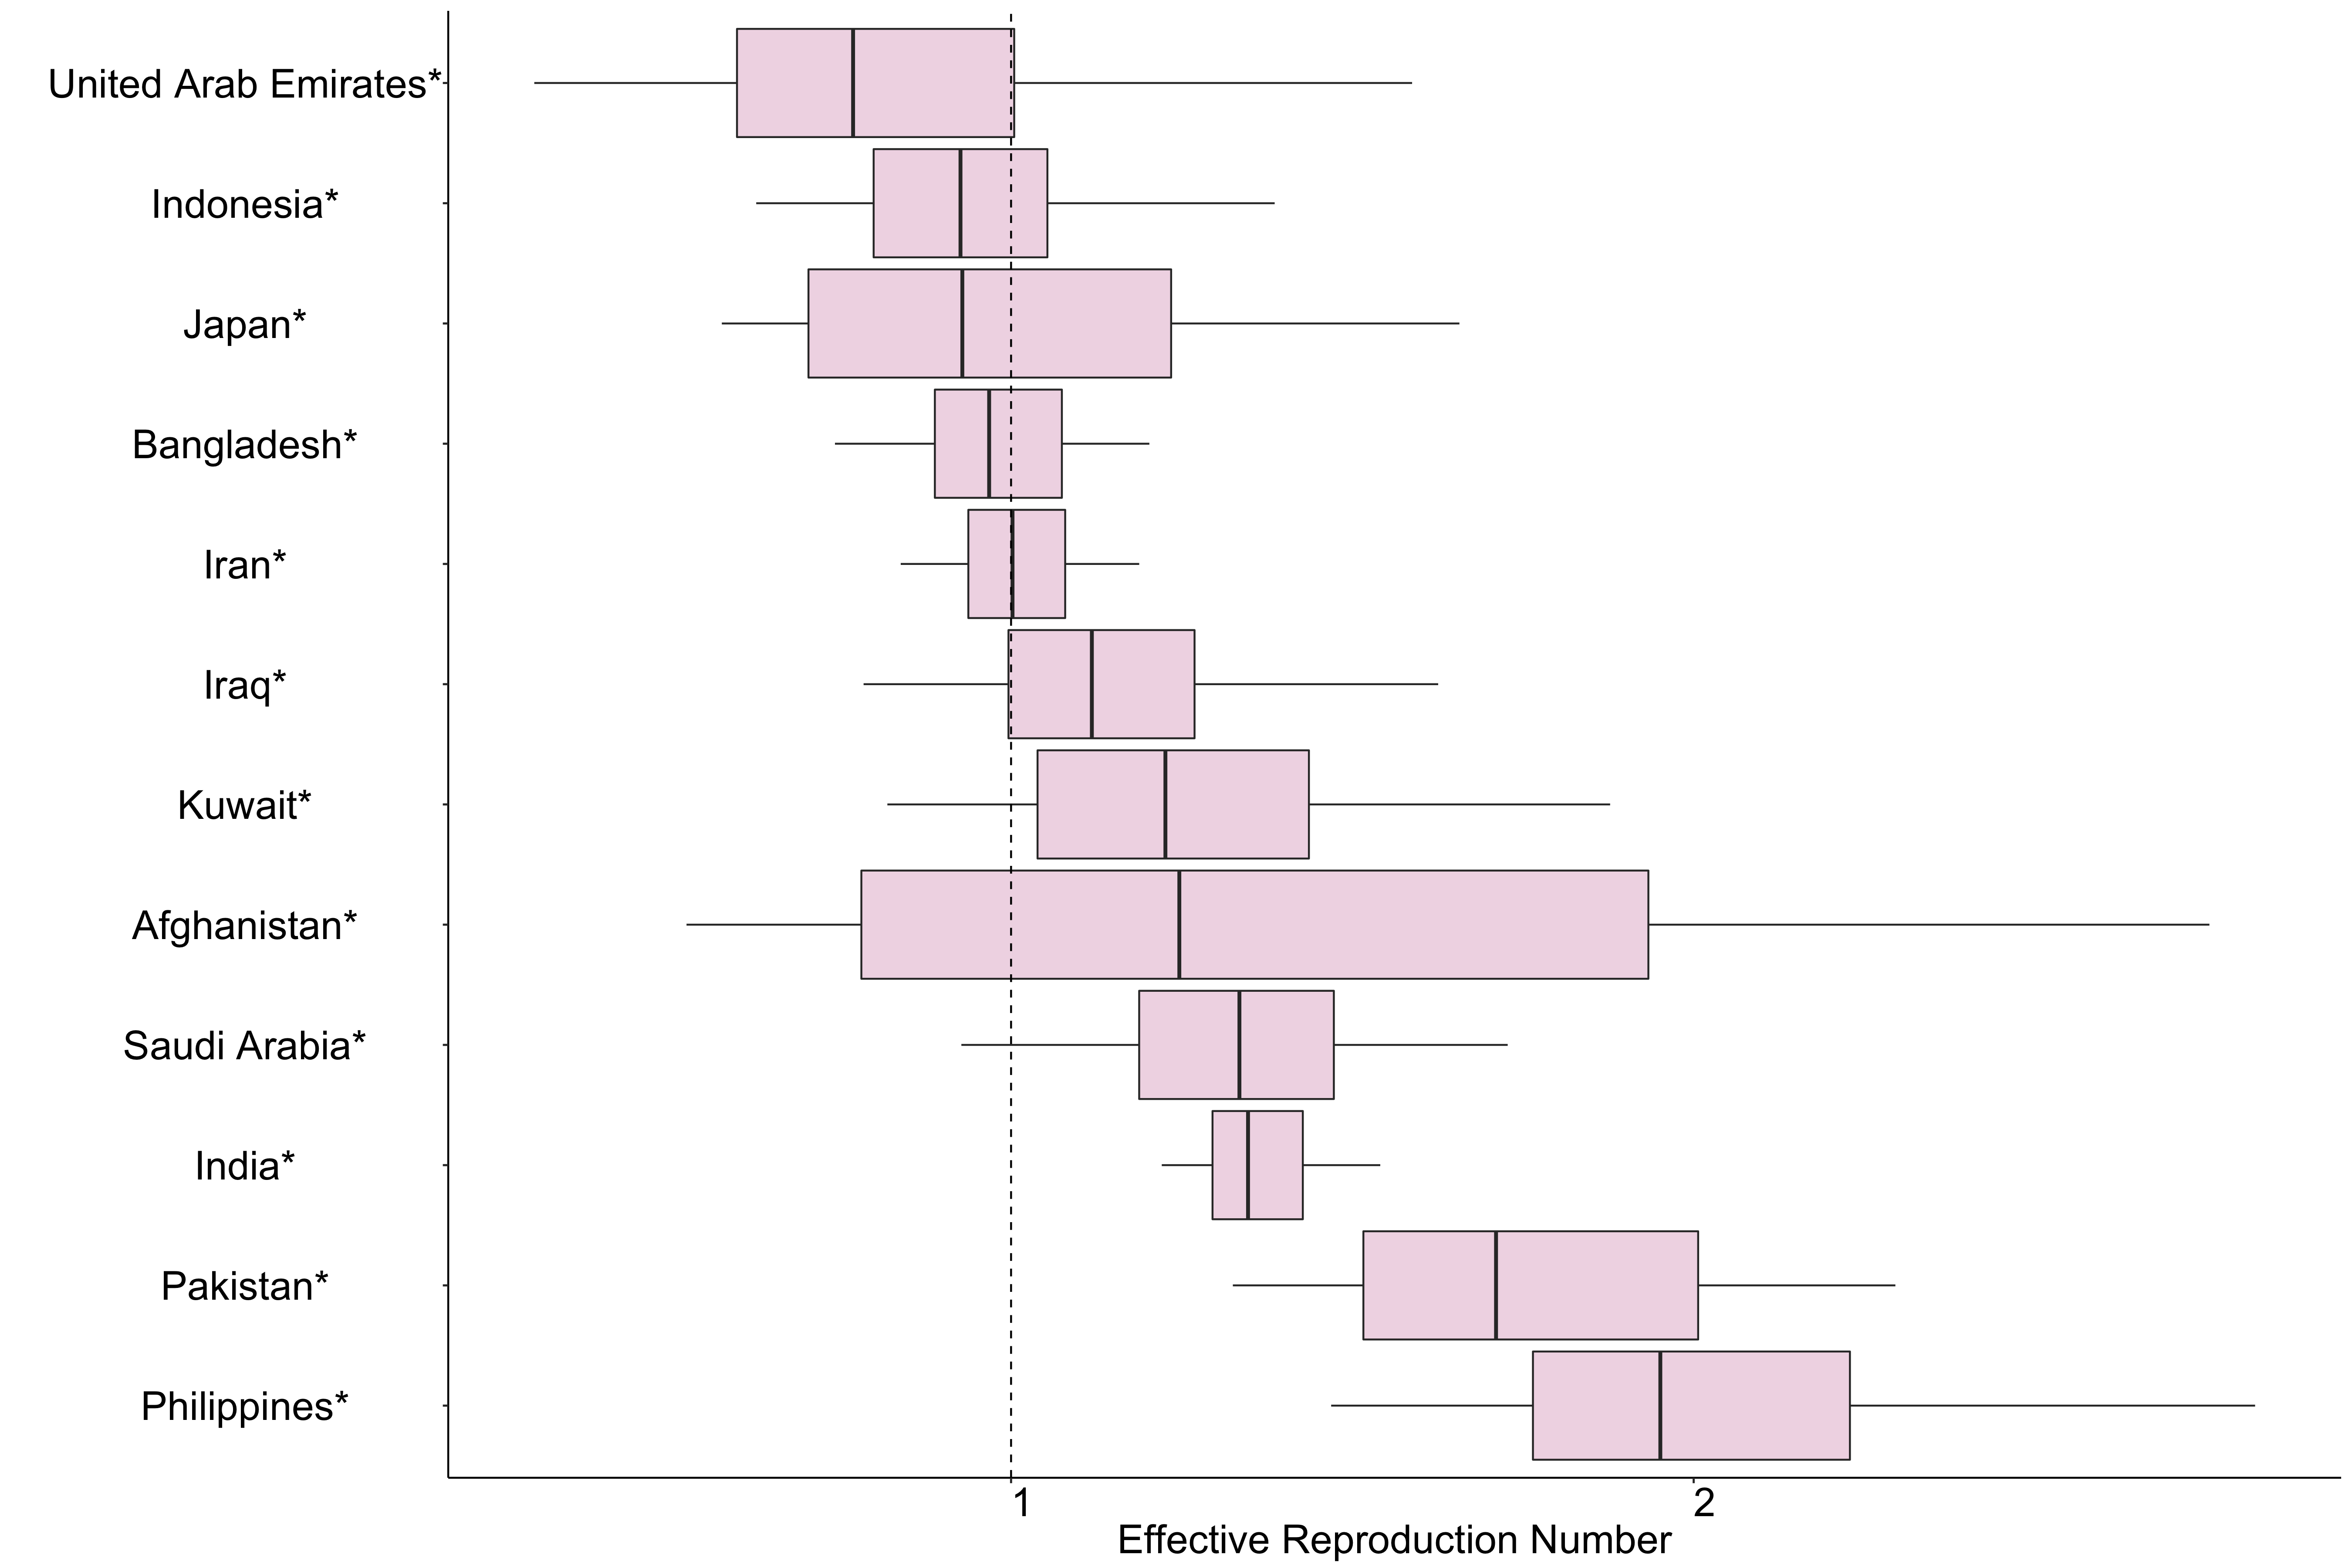 United Arab Emirates*
Indonesia*
Japan*
Bangladesh*
Iran*
Iraq*
Kuwait*
Afghanistan*
Saudi Arabia*
India*
Pakistan*
Philippines*
1 2
Effective Reproduction Number